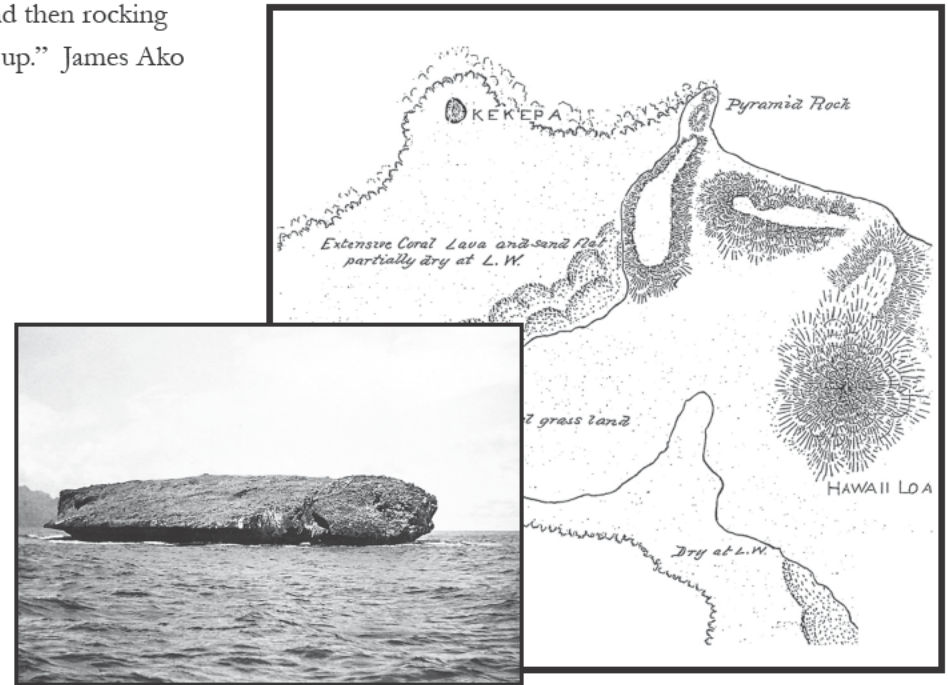 d then rocking
up.” James Ako
Pyramid Rock
KEKEPA
Extensive Coral Lava and sand flat
partially dry at L.W.
grass land
HAWAII LOA
Dry at L.W.